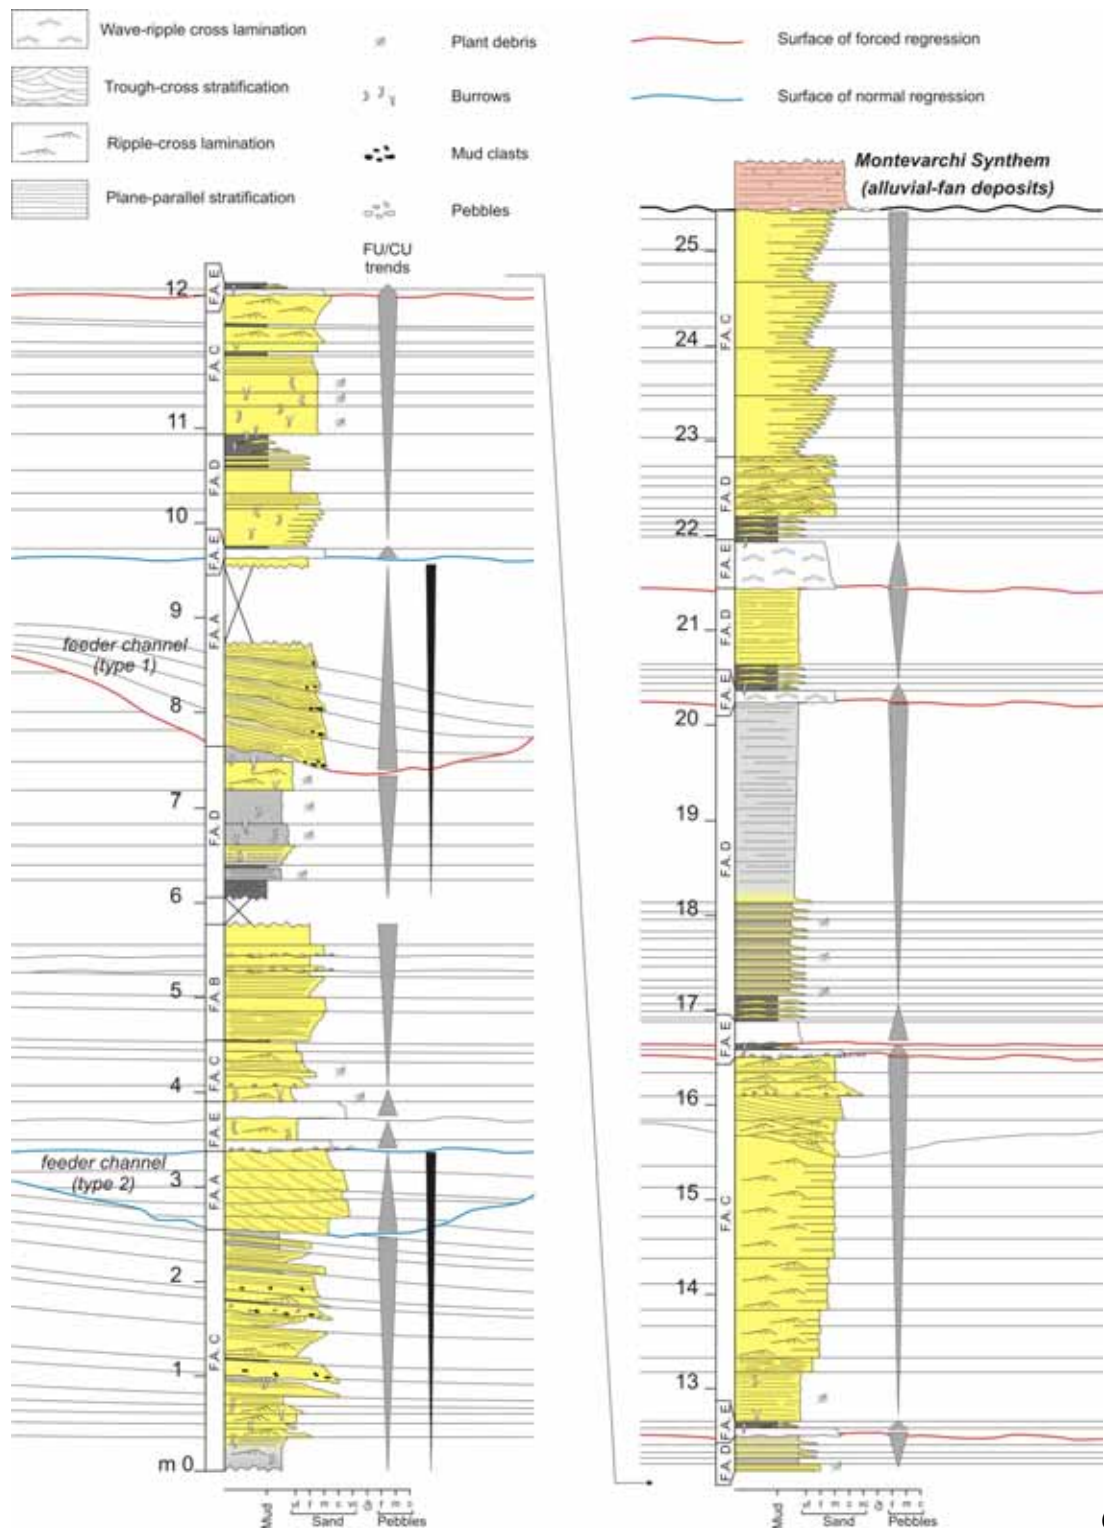 Wave-ripple cross lamination
Trough-cross stratification
Ripple-cross lamination
Plane-parallel stratification
Plant debris
Burrows
Mud clasts
Pebbles
Surface of forced regression
Surface of normal regression
FU/CU
trends
12
11
10
9
8
7
6
5
4
3
2
1
m 0
F.A. E
F.A. C
F.A. D
F.A. E
F.A. A
F.A. D
F.A. B
F.A. C
F.A. E
F.A. A
F.A. C
feeder channel
(type 1)
feeder channel
(type 2)
Mud
Sand
Pebbles
Montevarchi Synthem
(alluvial-fan deposits)
25
24
23
22
21
20
19
18
17
16
15
14
13
F.A. C
F.A. D
F.A. E
F.A. D
F.A. E
F.A. D
F.A. E
F.A. C
F.A. E
F.A. D
Mud
Sand
Pebbles